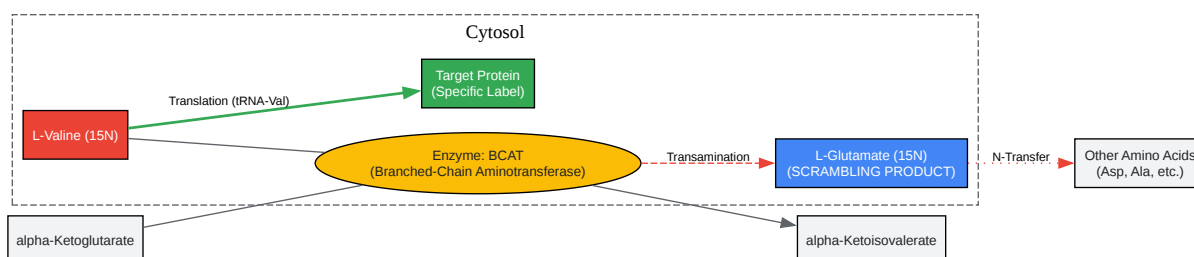 Cytosol
Target Protein
(Specific Label)
Translation (tRNA-Val)
L-Valine (15N)
Enzyme: BCAT
(Branched-Chain Aminotransferase)
Transamination
L-Glutamate (15N)
(SCRAMBLING PRODUCT)
N-Transfer
Other Amino Acids
(Asp, Ala, etc.)
alpha-Ketoglutarate
alpha-Ketoisovalerate